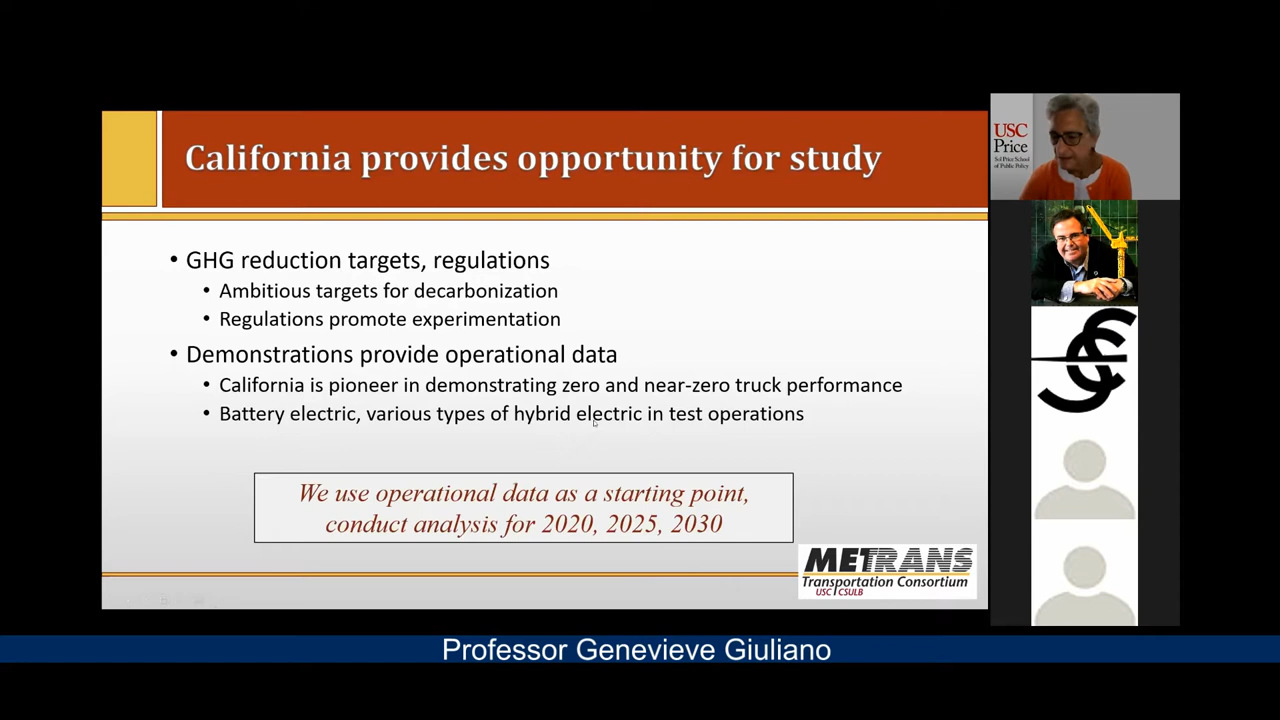 California provides opportunity for study
• GHG reduction targets, regulations
• Ambitious targets for decarbonization
• Regulations promote experimentation
• Demonstrations provide operational data
• California is pioneer in demonstrating zero and near-zero truck performance
• Battery electric, various types of hybrid electric in test operations
We use operational data as a starting point,
conduct analysis for 2020, 2025, 2030
METRANS
Transportation Consortium
USC CSULB
USC
Price
Sol Price School
of Public Policy
Professor Genevieve Giuliano